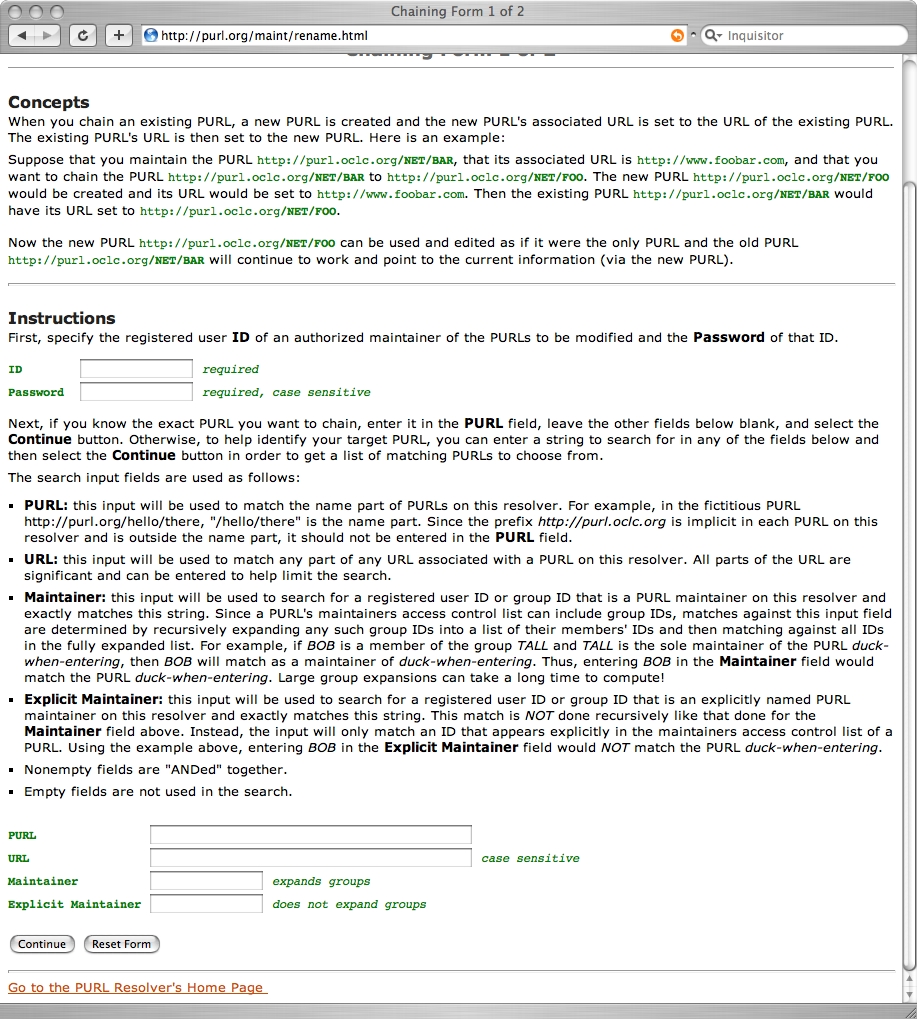 Chaining Form 1 of 2
http://purl.org/maint/rename.html
Inquisitor
Chaining Form 1 of 2
Concepts
When you chain an existing PURL, a new PURL is created and the new PURL's associated URL is set to the URL of the existing PURL.
The existing PURL's URL is then set to the new PURL. Here is an example:
Suppose that you maintain the PURL http://purl.oclc.org/NET/BAR, that its associated URL is http://www.foobar.com, and that you
want to chain the PURL http://purl.oclc.org/NET/BAR to http://purl.oclc.org/NET/FOO. The new PURL http://purl.oclc.org/NET/FOO
would be created and its URL would be set to http://www.foobar.com. Then the existing PURL http://purl.oclc.org/NET/BAR would
have its URL set to http://purl.oclc.org/NET/FOO.
Now the new PURL http://purl.oclc.org/NET/FOO can be used and edited as if it were the only PURL and the old PURL
http://purl.oclc.org/NET/BAR will continue to work and point to the current information (via the new PURL).
Instructions
First, specify the registered user ID of an authorized maintainer of the PURLs to be modified and the Password of that ID.
ID required
Password required, case sensitive
Next, if you know the exact PURL you want to chain, enter it in the PURL field, leave the other fields below blank, and select the
Continue button. Otherwise, to help identify your target PURL, you can enter a string to search for in any of the fields below and
then select the Continue button in order to get a list of matching PURLs to choose from.
The search input fields are used as follows:
▪ PURL: this input will be used to match the name part of PURLs on this resolver. For example, in the fictitious PURL
http://purl.org/hello/there, "/hello/there" is the name part. Since the prefix http://purl.oclc.org is implicit in each PURL on this
resolver and is outside the name part, it should not be entered in the PURL field.
▪ URL: this input will be used to match any part of any URL associated with a PURL on this resolver. All parts of the URL are
significant and can be entered to help limit the search.
▪ Maintainer: this input will be used to search for a registered user ID or group ID that is a PURL maintainer on this resolver and
exactly matches this string. Since a PURL's maintainers access control list can include group IDs, matches against this input field
are determined by recursively expanding any such group IDs into a list of their members' IDs and then matching against all IDs
in the fully expanded list. For example, if BOB is a member of the group TALL and TALL is the sole maintainer of the PURL duck-
when-entering, then BOB will match as a maintainer of duck-when-entering. Thus, entering BOB in the Maintainer field would
match the PURL duck-when-entering. Large group expansions can take a long time to compute!
▪ Explicit Maintainer: this input will be used to search for a registered user ID or group ID that is an explicitly named PURL
maintainer on this resolver and exactly matches this string. This match is NOT done recursively like that done for the
Maintainer field above. Instead, the input will only match an ID that appears explicitly in the maintainers access control list of a
PURL. Using the example above, entering BOB in the Explicit Maintainer field would NOT match the PURL duck-when-entering.
▪ Nonempty fields are "ANDed" together.
▪ Empty fields are not used in the search.
PURL
URL case sensitive
Maintainer expands groups
Explicit Maintainer does not expand groups
Continue Reset Form
Go to the PURL Resolver's Home Page